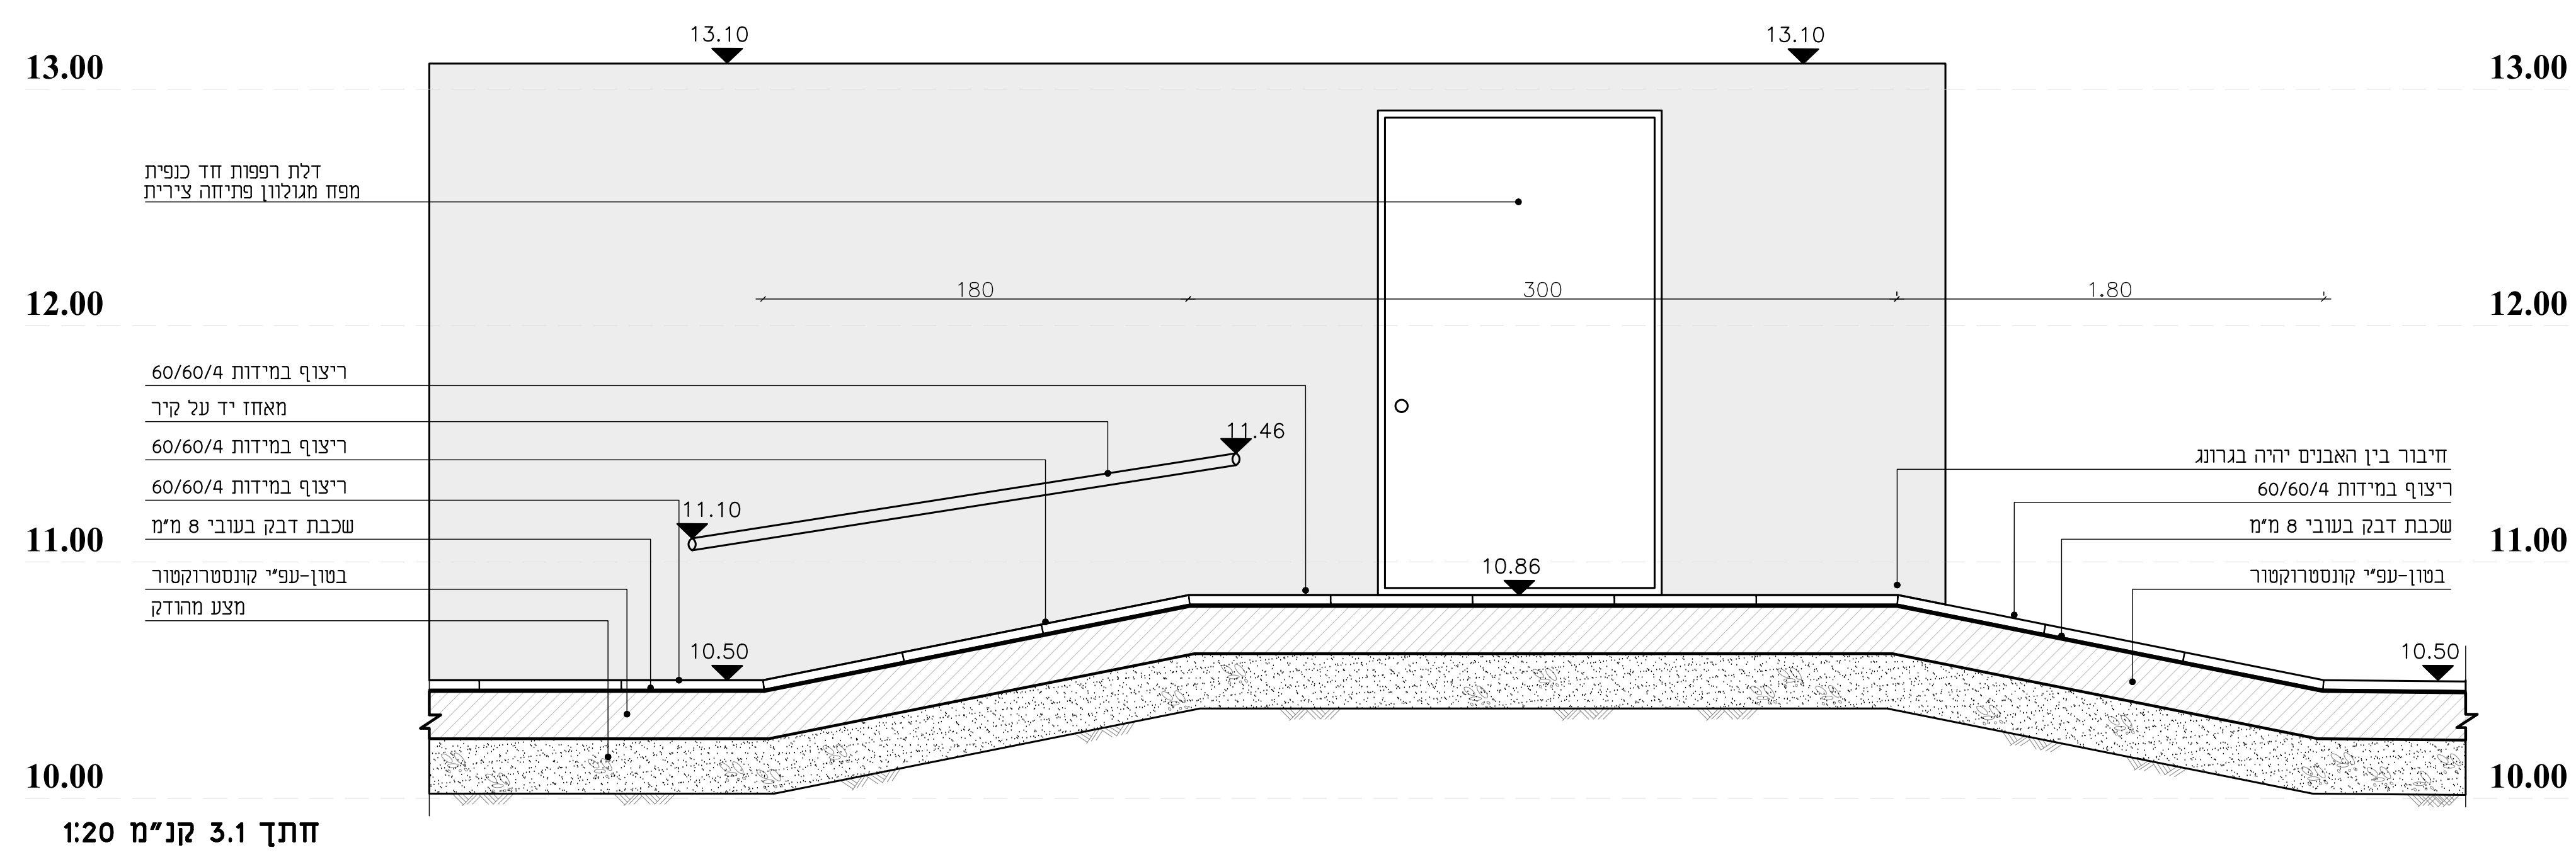 13.10
13.10
13.00
13.00
דלת רפפות חד כנפית
מפח מגולוון פתיחה צירית
180
300
1.80
12.00
12.00
ריצוף במידות 60/60/4
מאחז יד על קיר
11.46
ריצוף במידות 60/60/4
חיבור בין האבנים יהיה בגרונג
ריצוף במידות 60/60/4
ריצוף במידות 60/60/4
11.10
שכבת דבק בעובי 8 מ"מ
שכבת דבק בעובי 8 מ"מ
11.00
11.00
10.86
בטון-עפ"י קונסטרוקטור
בטון-עפ"י קונסטרוקטור
מצע מהודק
10.50
10.50
10.00
10.00
חתך 3.1 קנ"מ 1:20